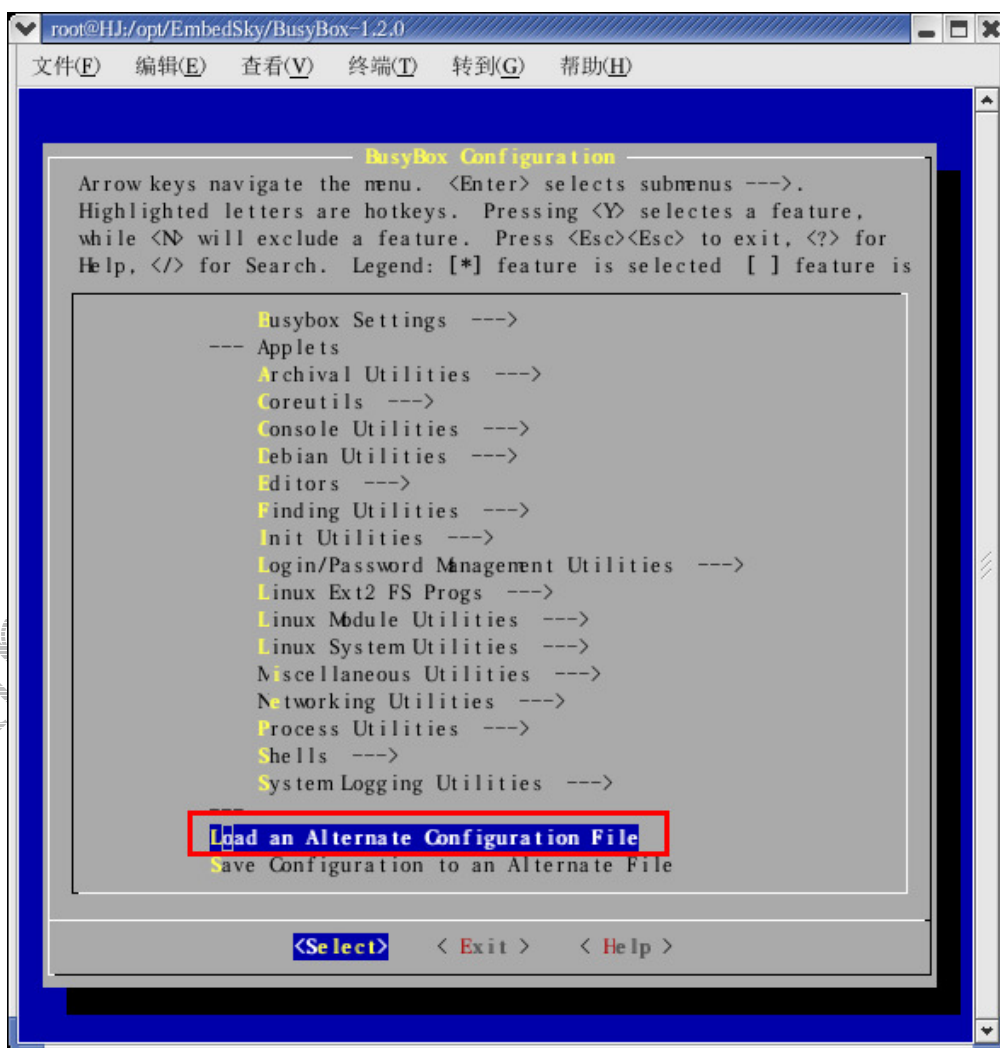 root@HJ:/opt/EmbedSky/BusyBox-1.2.0
文件(F) 编辑(E) 查看(V) 终端(T) 转到(G) 帮助(H)
BusyBox Configuration
Arrow keys navigate the menu. <Enter> selects submenus --->.
Highlighted letters are hotkeys. Pressing <Y> selectes a feature,
while <N> will exclude a feature. Press <Esc><Esc> to exit, <?> for
Help, </> for Search. Legend: [*] feature is selected [ ] feature is
Busybox Settings --->
--- Applets
Archival Utilities --->
Coreutils --->
Console Utilities --->
Debian Utilities --->
Editors --->
Finding Utilities --->
Init Utilities --->
Login/Password Management Utilities --->
Linux Ext2 FS Progs --->
Linux Module Utilities --->
Linux System Utilities --->
Miscellaneous Utilities --->
Networking Utilities --->
Process Utilities --->
Shells --->
System Logging Utilities --->
---
Load an Alternate Configuration File
Save Configuration to an Alternate File
<Select> < Exit > < Help >